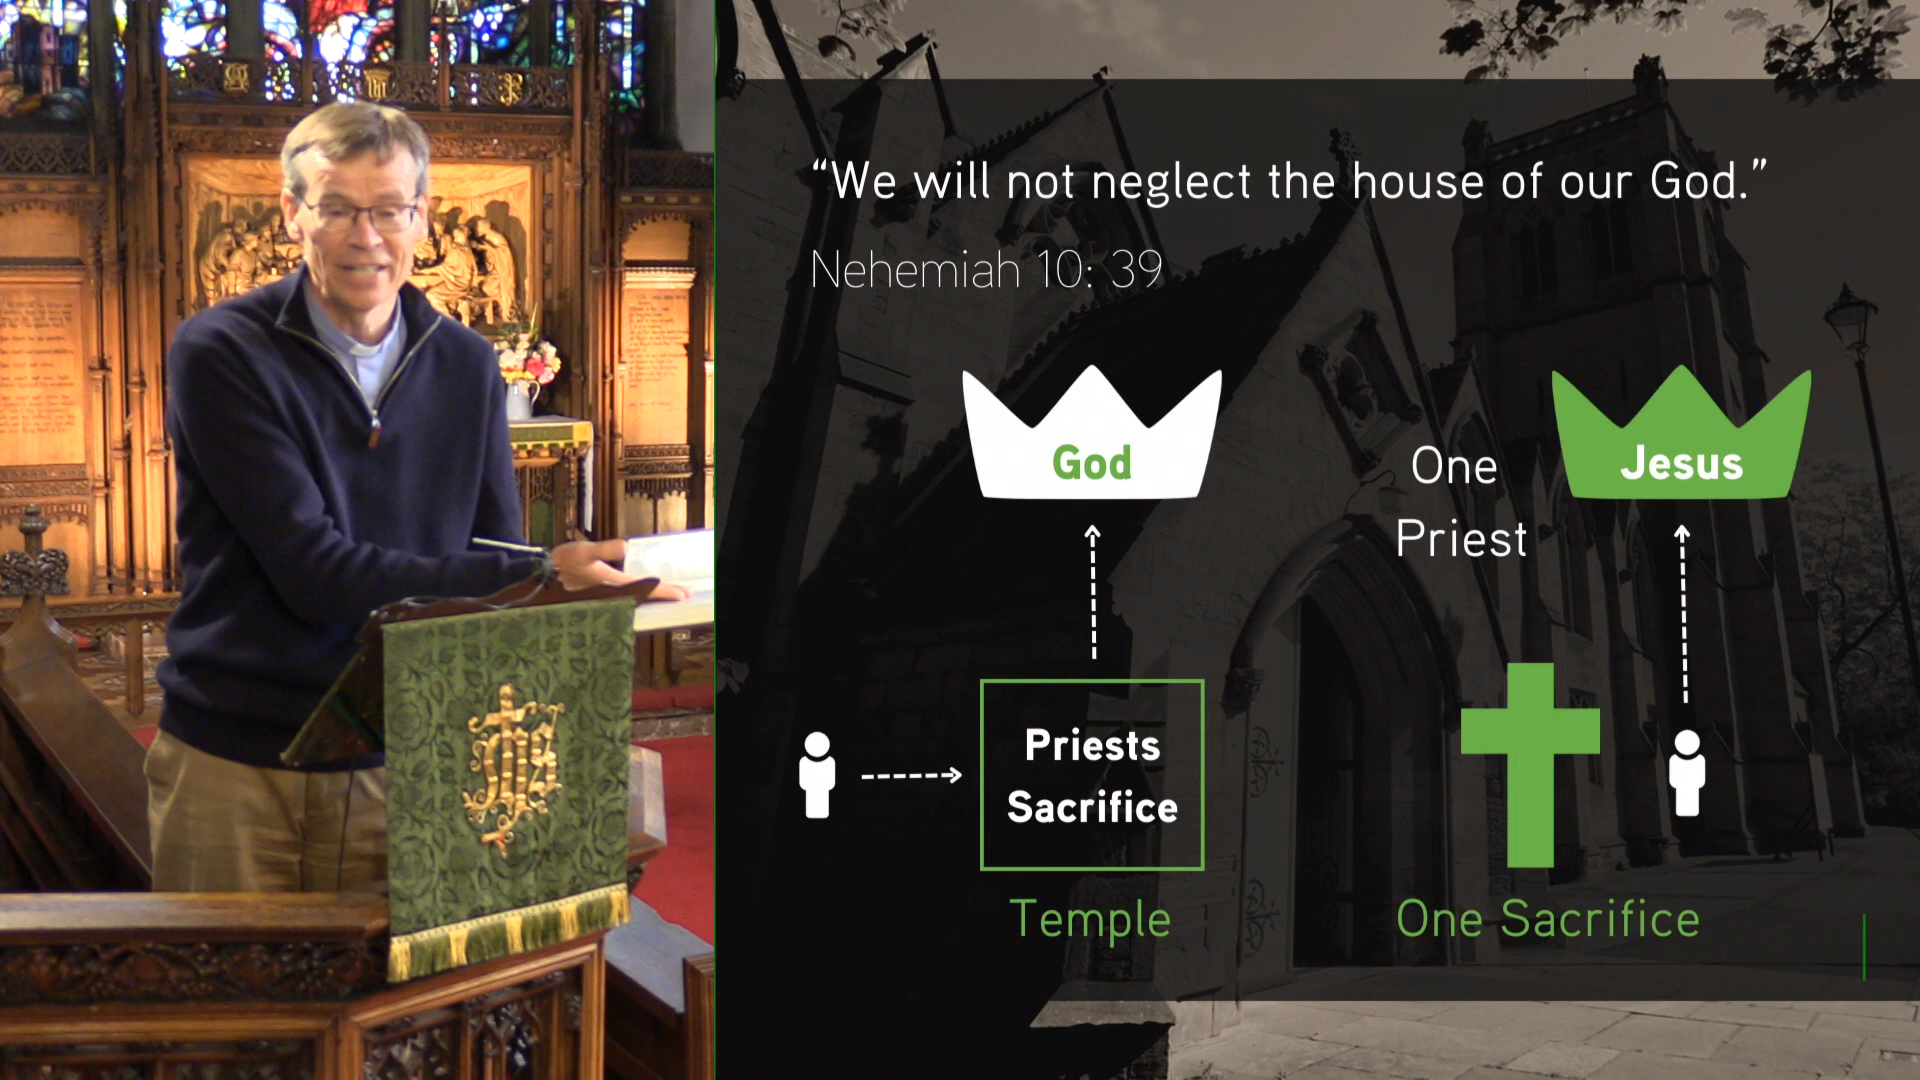 “We will not neglect the house of our God.”
Nehemiah 10: 39
God
One
Priest
Jesus
Priests
Sacrifice
Temple
One Sacrifice